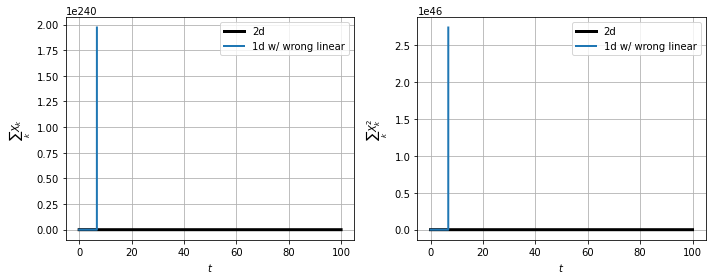 1e240
2.00
1.75
1.50
1.25
1.00
0.75
0.50
0.25
0.00
0 20 40 60 80 100
t
∑ₖ Xₖ
2d
1d w/ wrong linear
1e46
2.5
2.0
1.5
1.0
0.5
0.0
0 20 40 60 80 100
t
∑ₖ Xₖ²
2d
1d w/ wrong linear